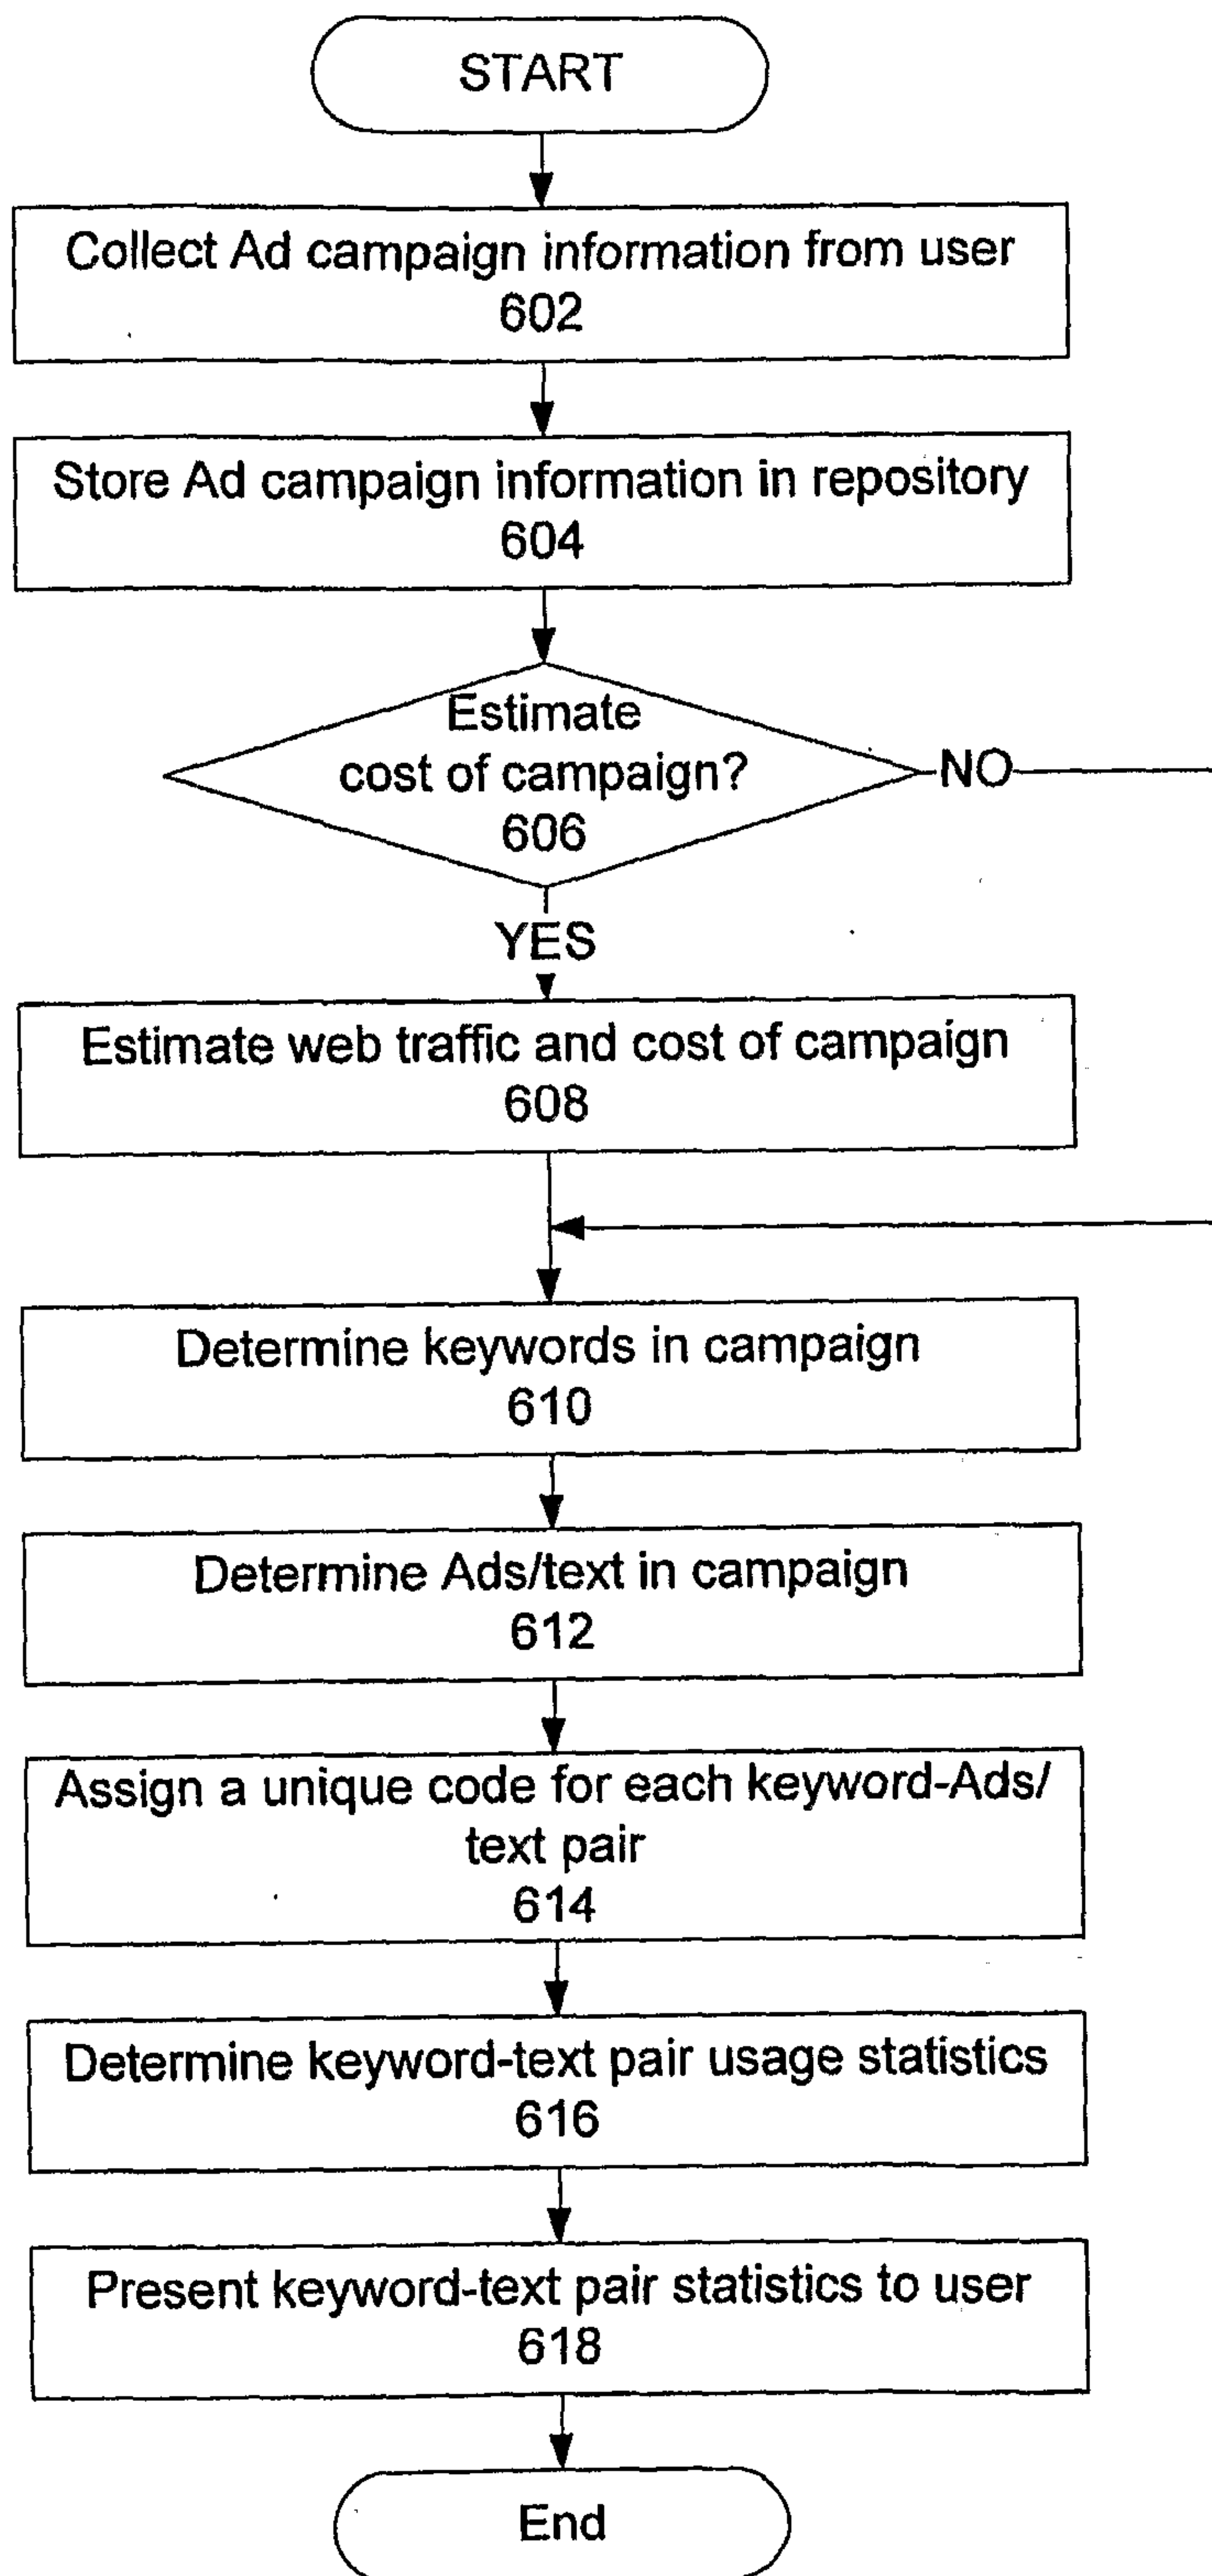 START
Collect Ad campaign information from user
602
Store Ad campaign information in repository
604
Estimate
cost of campaign?
606
NO
YES
Estimate web traffic and cost of campaign
608
Determine keywords in campaign
610
Determine Ads/text in campaign
612
Assign a unique code for each keyword-Ads/
text pair
614
Determine keyword-text pair usage statistics
616
Present keyword-text pair statistics to user
618
End